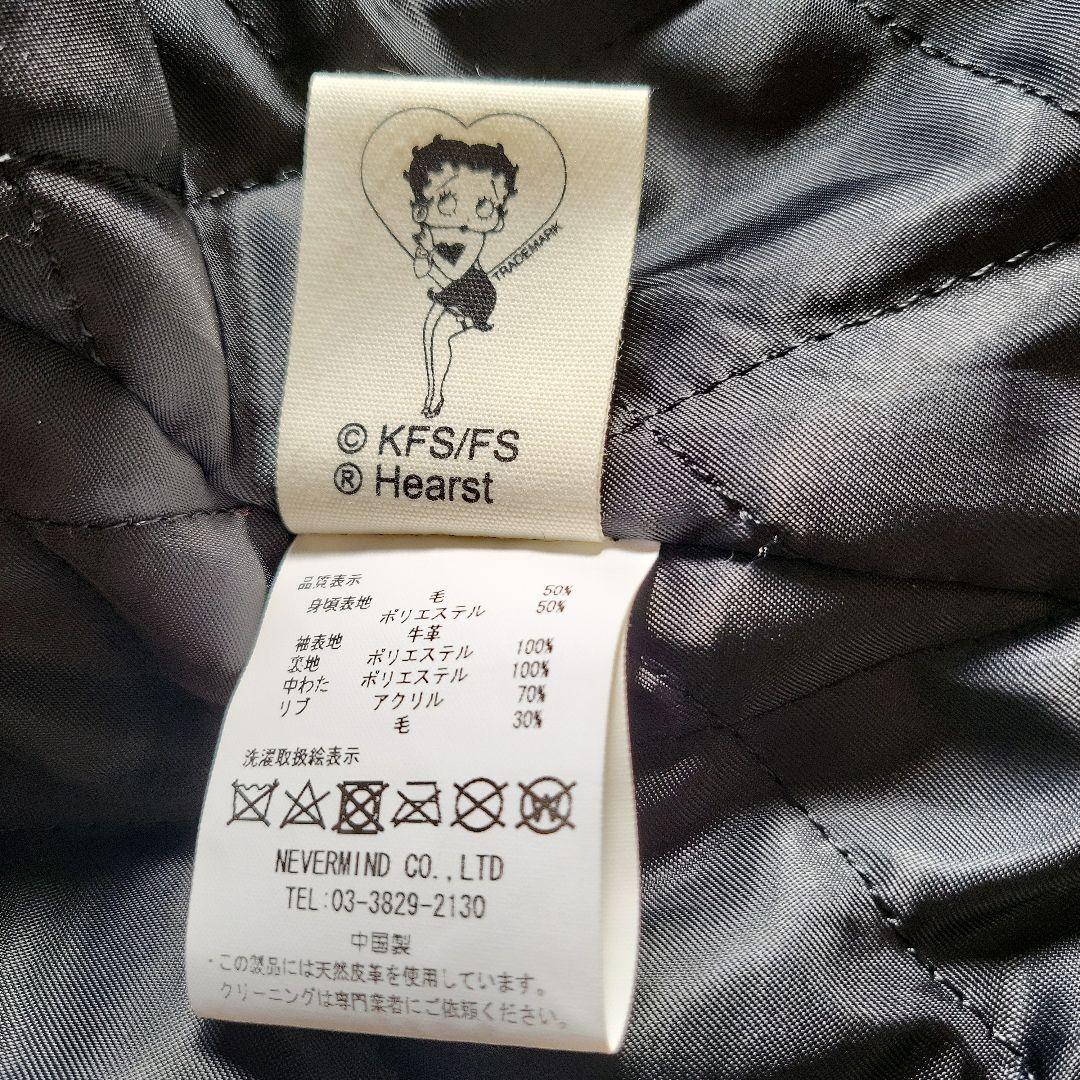 TRADEMARK
© KFS/FS
® Hearst
品質表示
身頃表地 毛 50%
ポリエステル 50%
袖表地 牛革
裏地 ポリエステル 100%
中わた ポリエステル 100%
リブ アクリル 70%
毛 30%
洗濯取扱絵表示
W
NEVERMIND CO.,LTD
TEL:03-3829-2130
中国製
・この製品には天然皮革を使用しています。
クリーニングは専門業者にご依頼ください。